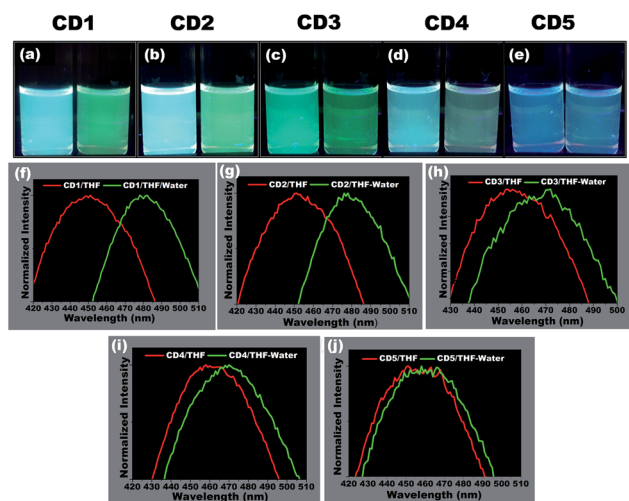 CD1 CD2 CD3 CD4 CD5
(a) (b) (c) (d) (e)
(f)
CD1/THF CD1/THF/Water
Normalized Intensity
420 430 440 450 460 470 480 490 500 510
Wavelength (nm)
(g)
CD2/THF CD2/THF-Water
Normalized Intensity
420 430 440 450 460 470 480 490 500 510
Wavelength (nm)
(h)
CD3/THF CD3/THF-Water
Normalized Intensity
430 440 450 460 470 480 490 500
Wavelength (nm)
(i)
CD4/THF CD4/THF-Water
Normalized Intensity
420 430 440 450 460 470 480 490 500 510
Wavelength (nm)
(j)
CD5/THF CD5/THF-Water
Normalized Intensity
420 430 440 450 460 470 480 490 500 510
Wavelength (nm)